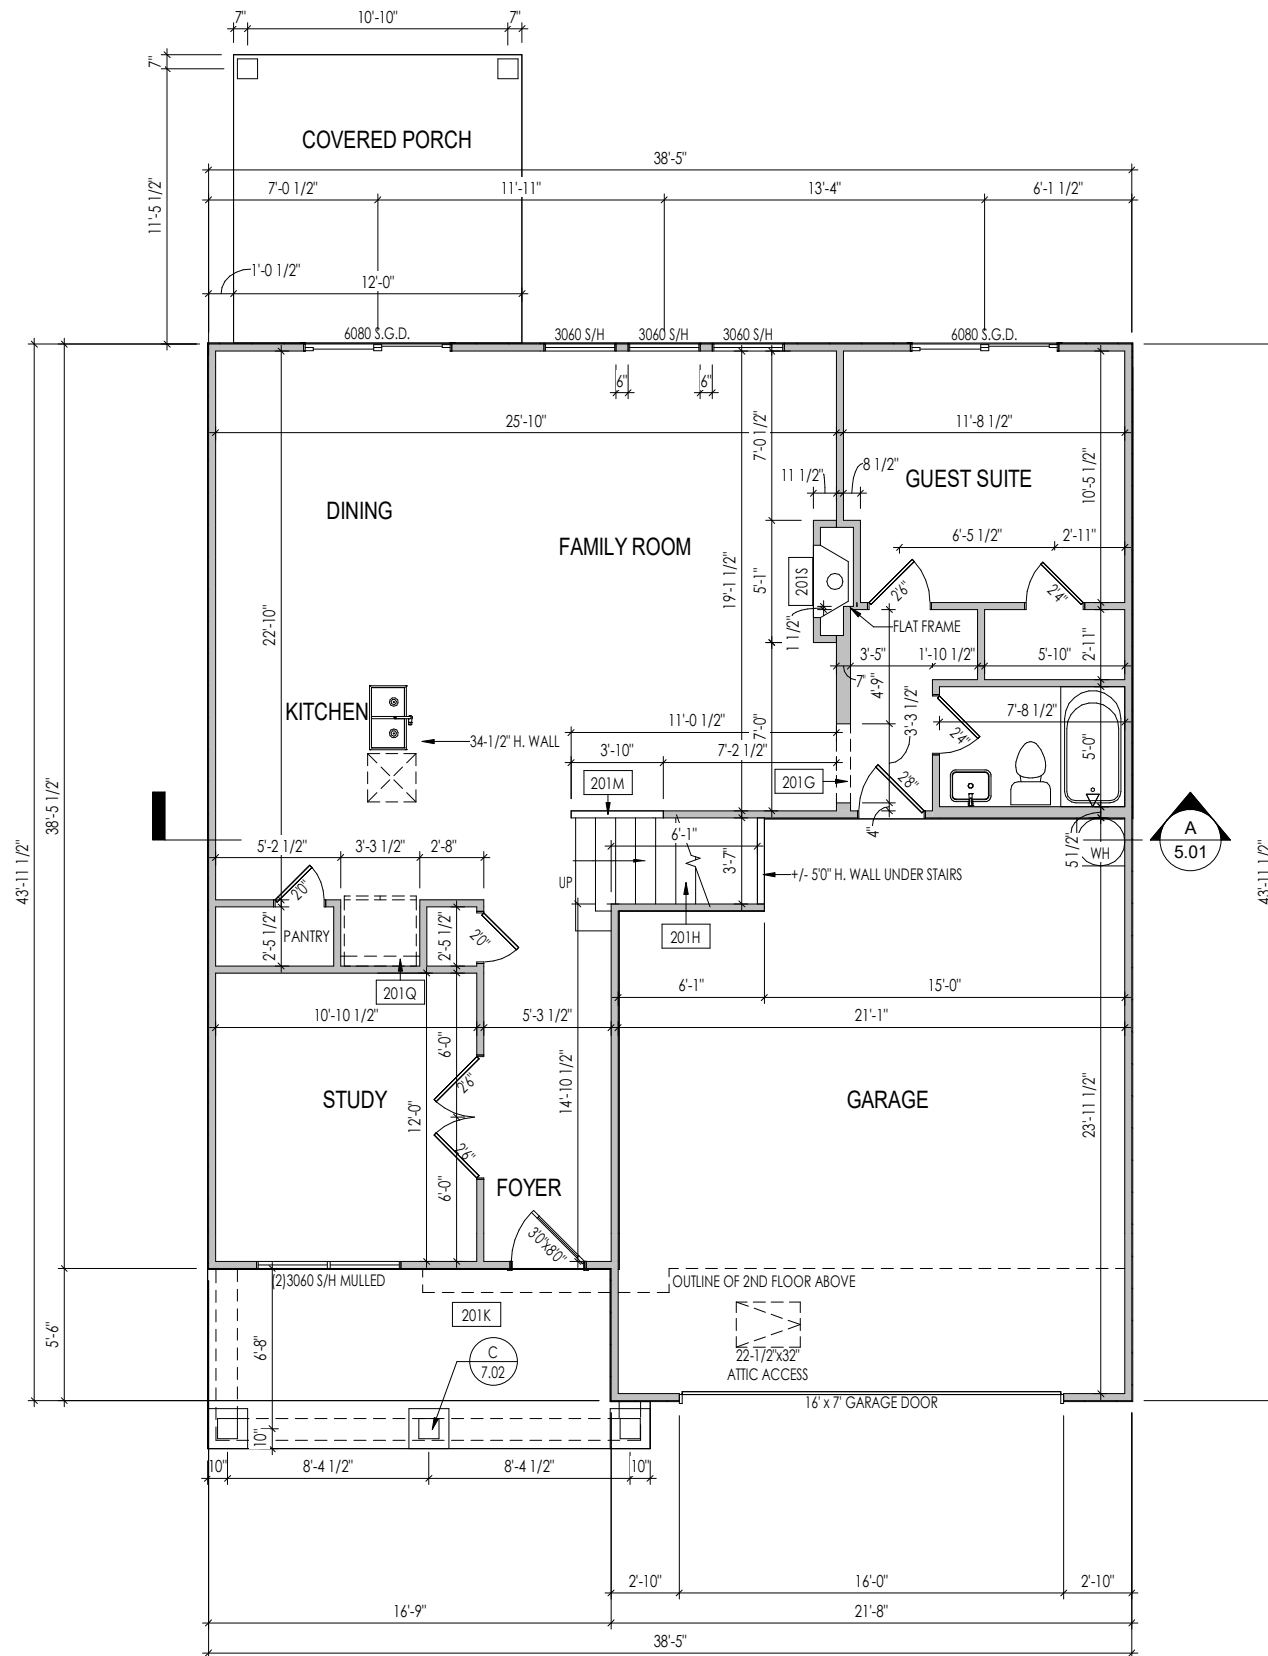 7" 10'-10" 7"
7"
COVERED PORCH
38'-5"
7'-0 1/2" 11'-11" 13'-4" 6'-1 1/2"
11'-5 1/2"
1'-0 1/2"
12'-0"
6080 S.G.D. 3060 S/H 3060 S/H 3060 S/H 6080 S.G.D.
6" 6"
25'-10" 11'-8 1/2"
7'-0 1/2"
11 1/2" 8 1/2"
GUEST SUITE
10'-5 1/2"
DINING
FAMILY ROOM
6'-5 1/2" 2'-11"
201S
5'-1"
19'-1 1/2"
2'6" 2'4"
22'-10"
1 1/2"
FLAT FRAME
3'-5" 1'-10 1/2" 5'-10"
2'-11"
7"
4'-9"
KITCHEN
34-1/2" H. WALL
11'-0 1/2"
7'-0"
3'-3 1/2"
7'-8 1/2"
2'4"
5'-0"
3'-10" 7'-2 1/2"
201M
201G
2'8"
4"
38'-5 1/2"
43'-11 1/2"
43'-11 1/2"
A
5.01
WH
5 1/2"
5'-2 1/2" 3'-3 1/2" 2'-8"
6'-1"
3'-7"
UP
+/- 5'0" H. WALL UNDER STAIRS
2'0"
PANTRY
2'-5 1/2"
2'-5 1/2"
2'0"
201H
201Q
6'-1" 15'-0"
10'-10 1/2" 5'-3 1/2" 21'-1"
6'-0"
2'6"
STUDY
12'-0"
14'-10 1/2"
GARAGE
23'-11 1/2"
2'6"
6'-0"
FOYER
3'0"x8'0"
(2)3060 S/H MULLED
OUTLINE OF 2ND FLOOR ABOVE
201K
5'-6"
6'-8"
C
7.02
22-1/2"x32"
ATTIC ACCESS
16' x 7' GARAGE DOOR
10"
10" 8'-4 1/2" 8'-4 1/2" 10"
2'-10" 16'-0" 2'-10"
16'-9" 21'-8"
38'-5"